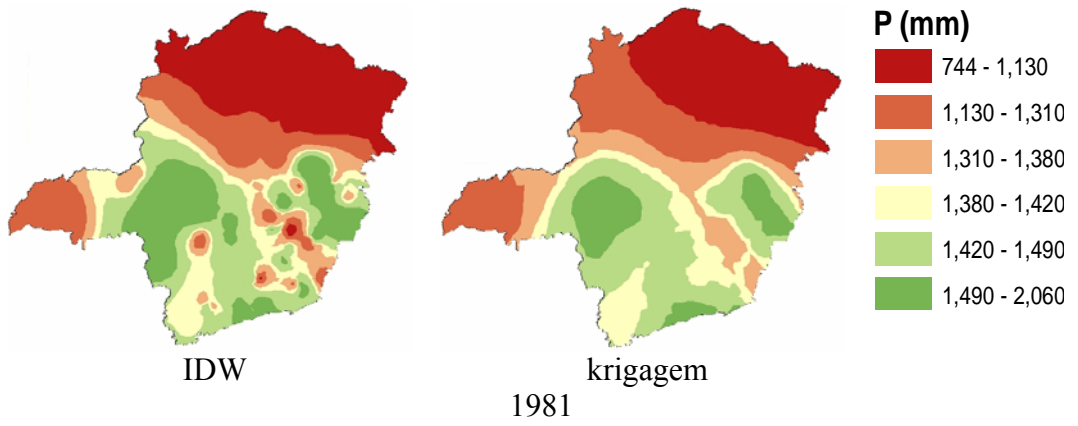 P (mm)
744 - 1,130
1,130 - 1,310
1,310 - 1,380
1,380 - 1,420
1,420 - 1,490
1,490 - 2,060
IDW
krigagem
1981